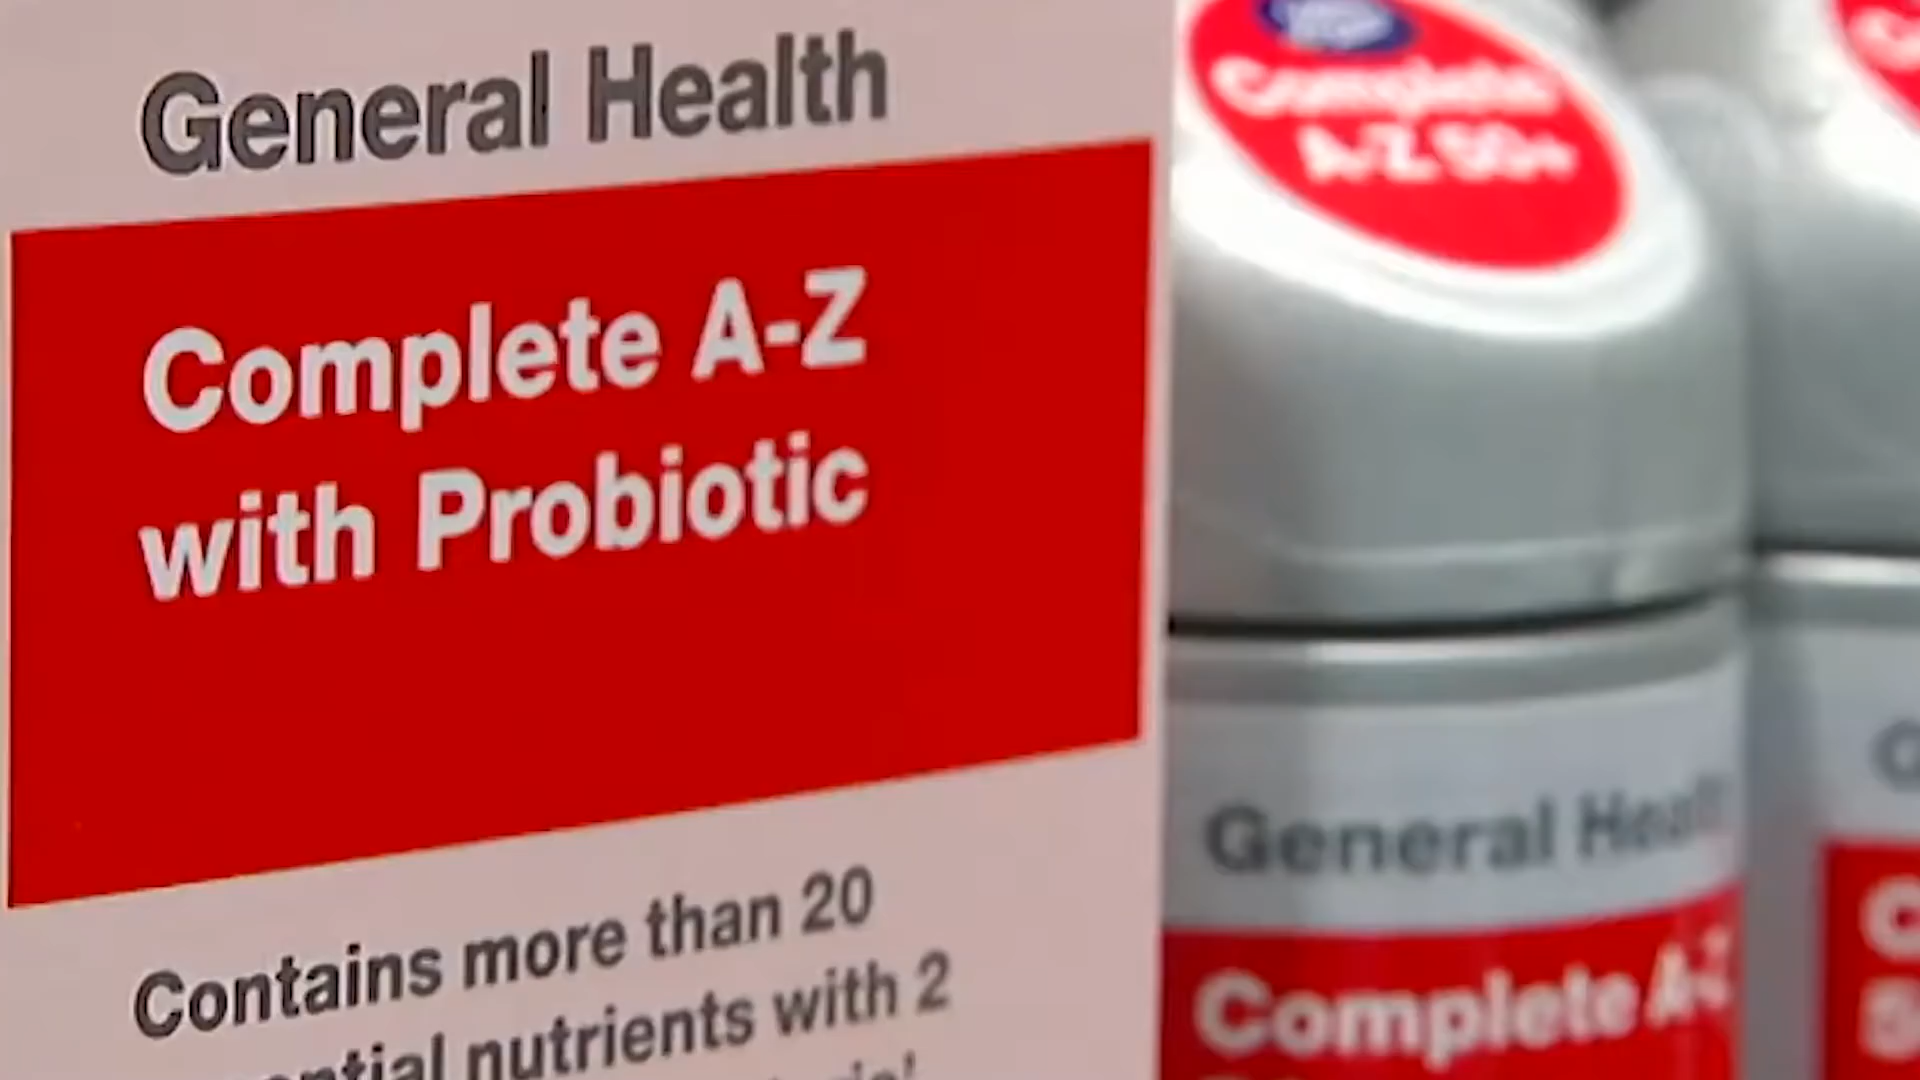 General Health
Complete A-Z
with Probiotic
Contains more than 20
nutrients with 2
Complete
A-Z 50+
General Health
Complete A-Z